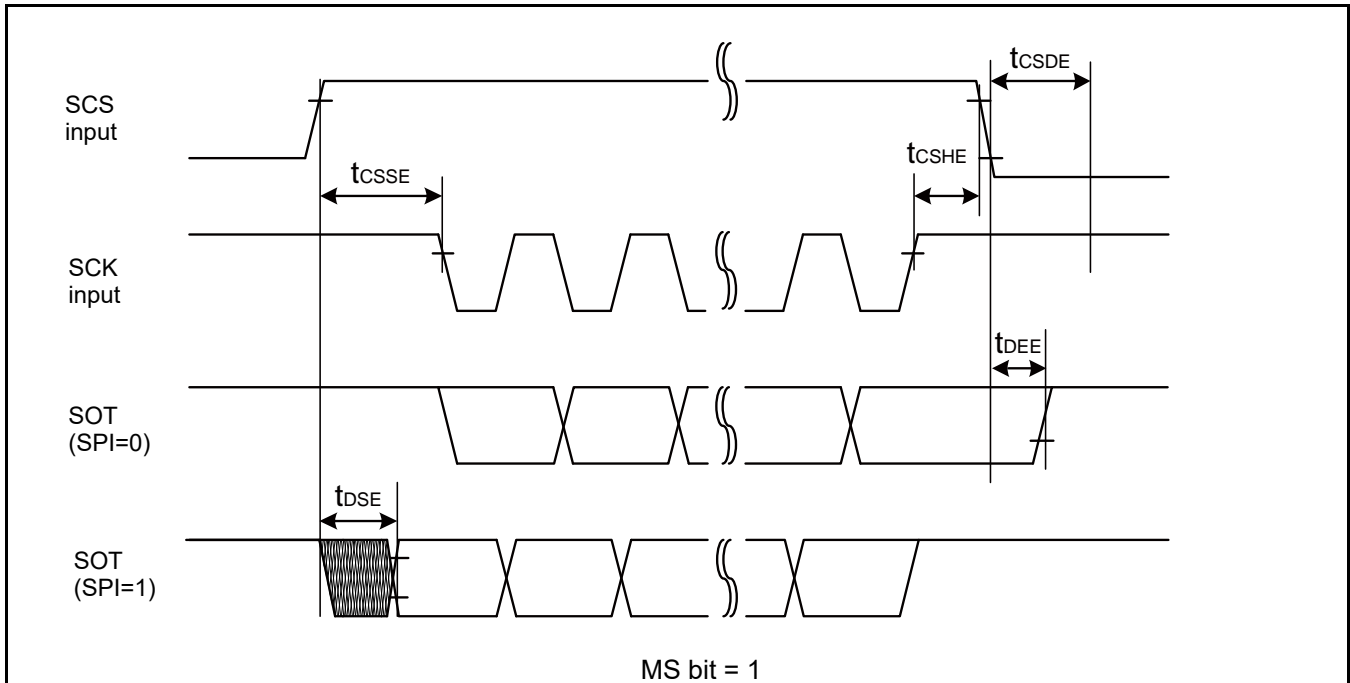 tCSDE
SCS
input
tCSHE
tCSSE
SCK
input
tDEE
SOT
(SPI=0)
tDSE
SOT
(SPI=1)
MS bit = 1